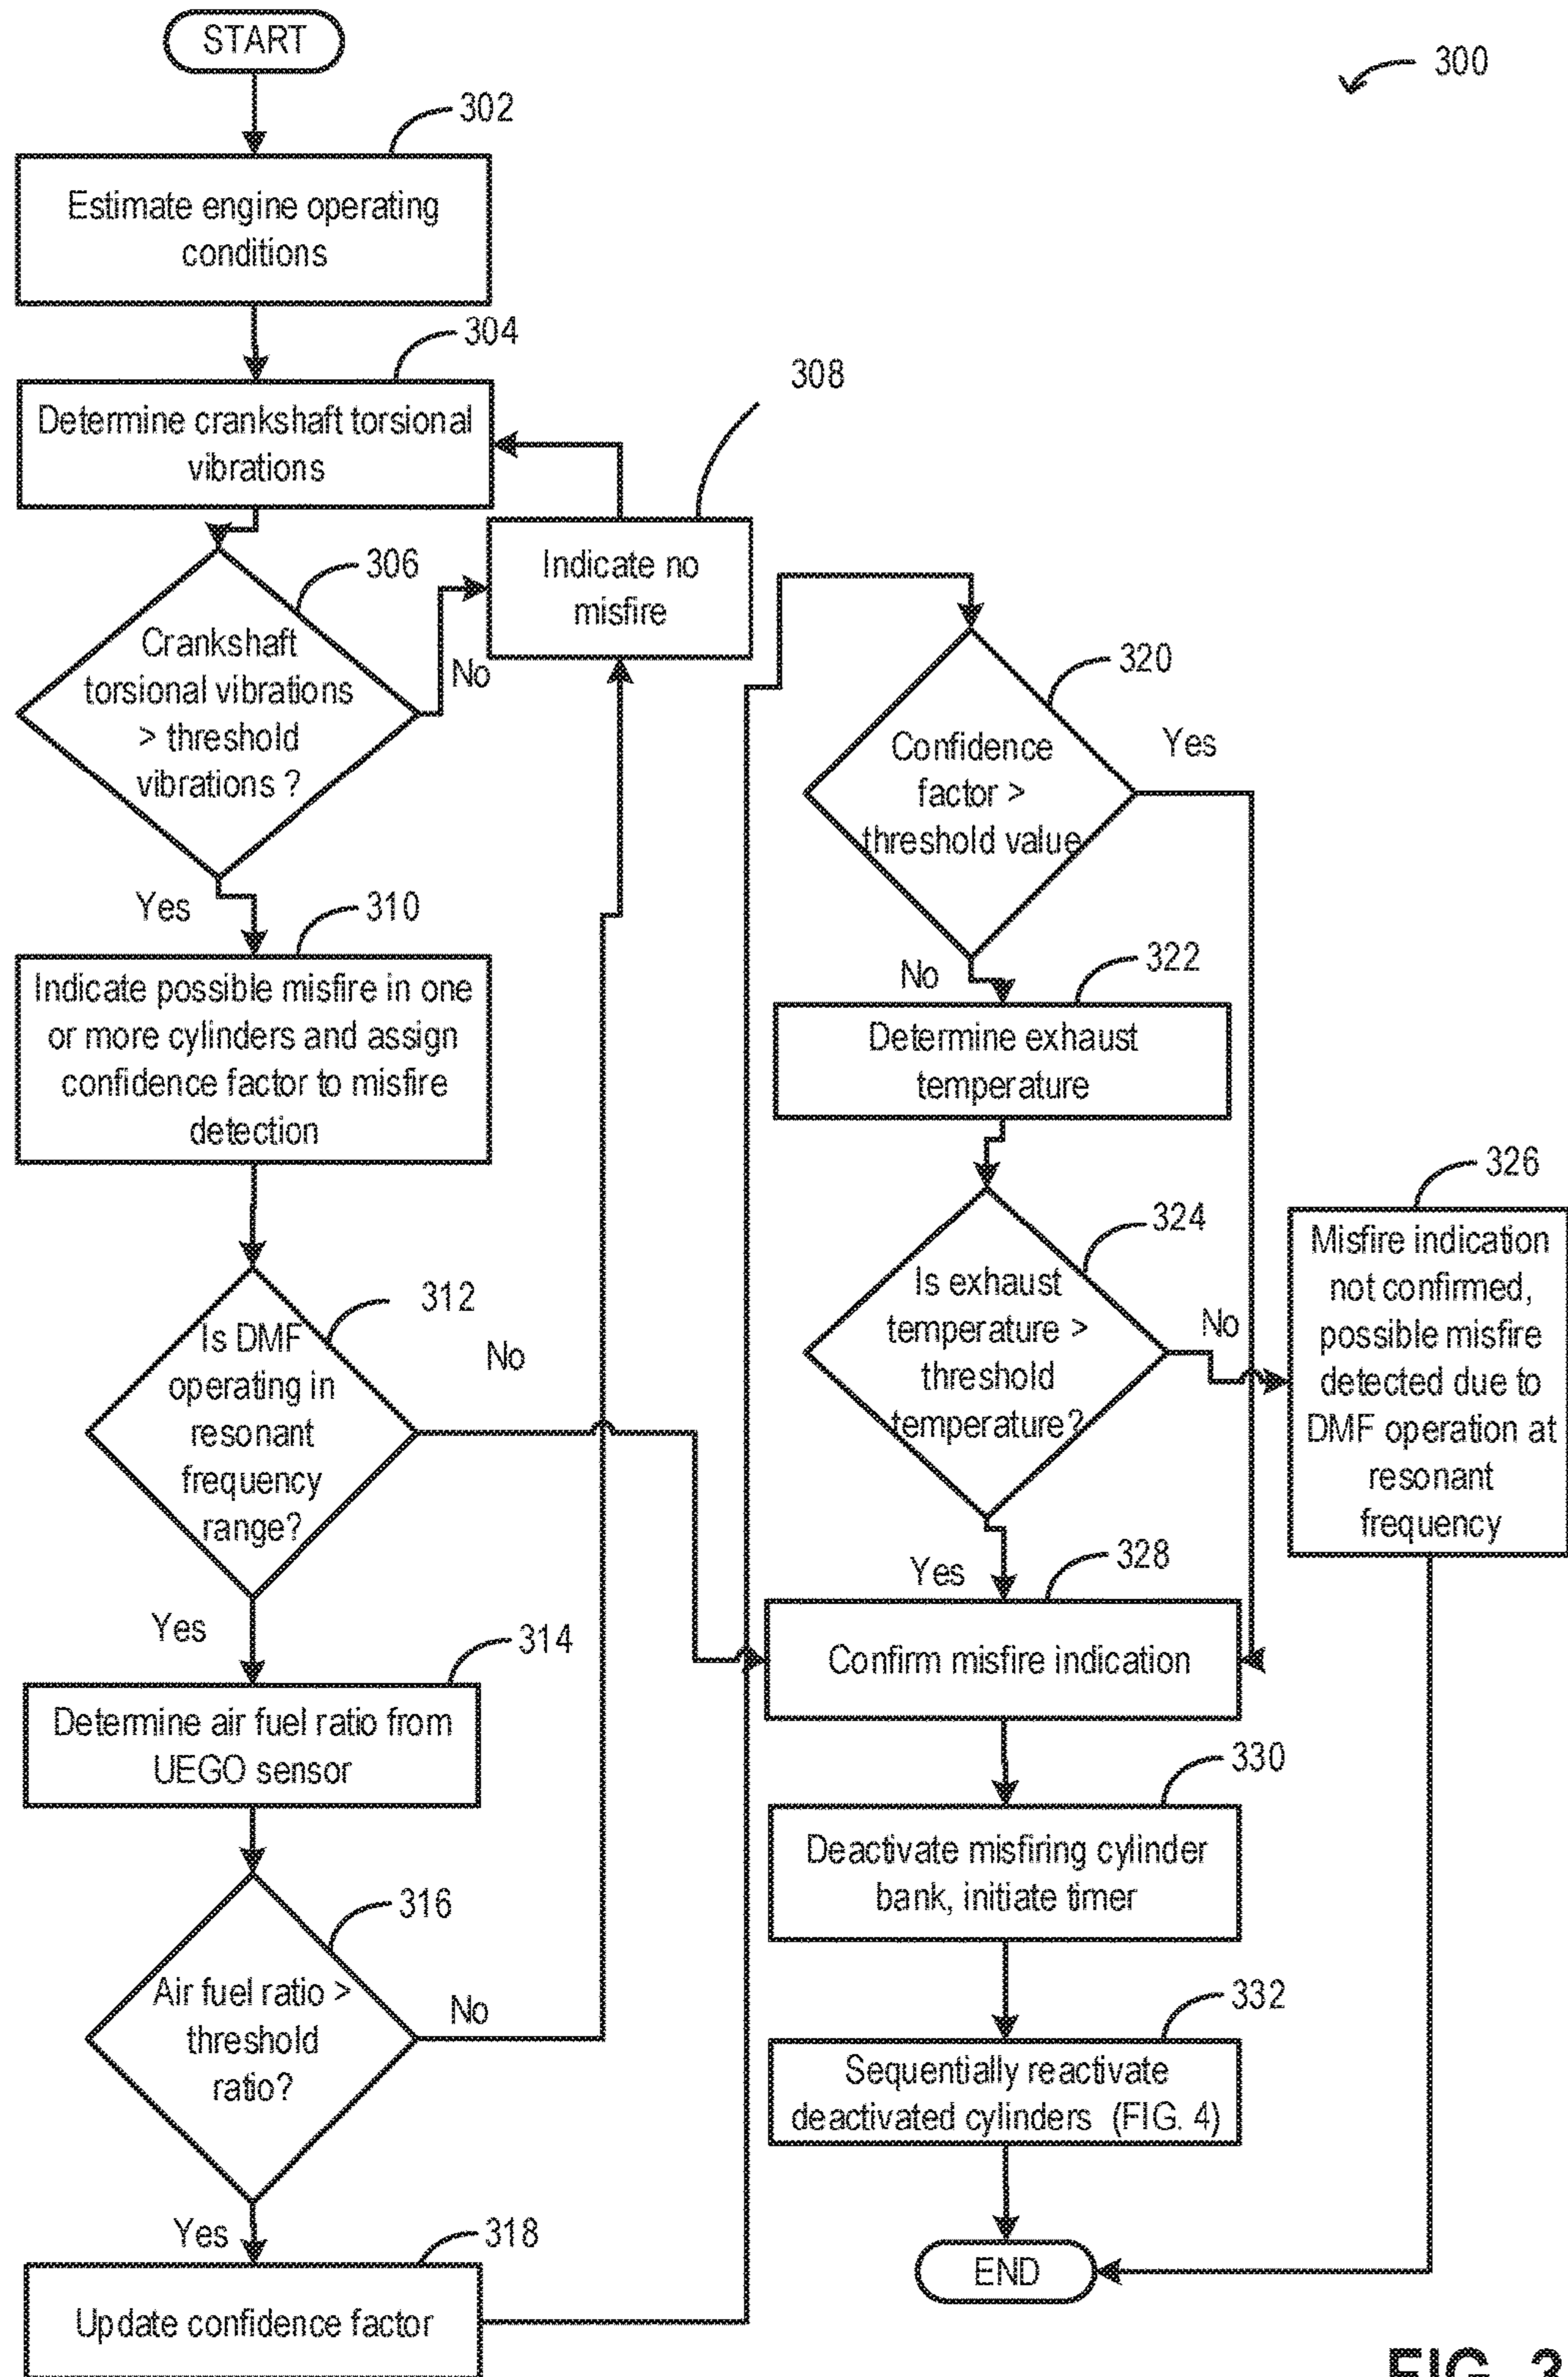 START
300
302
Estimate engine operating
conditions
304
Determine crankshaft torsional
vibrations
308
Indicate no
misfire
306
Crankshaft
torsional vibrations
> threshold
vibrations ?
No
Yes
310
Indicate possible misfire in one
or more cylinders and assign
confidence factor to misfire
detection
312
Is DMF
operating in
resonant
frequency
range?
No
Yes
314
Determine air fuel ratio from
UEGO sensor
316
Air fuel ratio >
threshold
ratio?
No
Yes
318
Update confidence factor
320
Confidence
factor >
threshold value
Yes
No
322
Determine exhaust
temperature
324
Is exhaust
temperature >
threshold
temperature?
No
326
Misfire indication
not confirmed,
possible misfire
detected due to
DMF operation at
resonant
frequency
Yes
328
Confirm misfire indication
330
Deactivate misfiring cylinder
bank, initiate timer
332
Sequentially reactivate
deactivated cylinders (FIG. 4)
END
FIG.